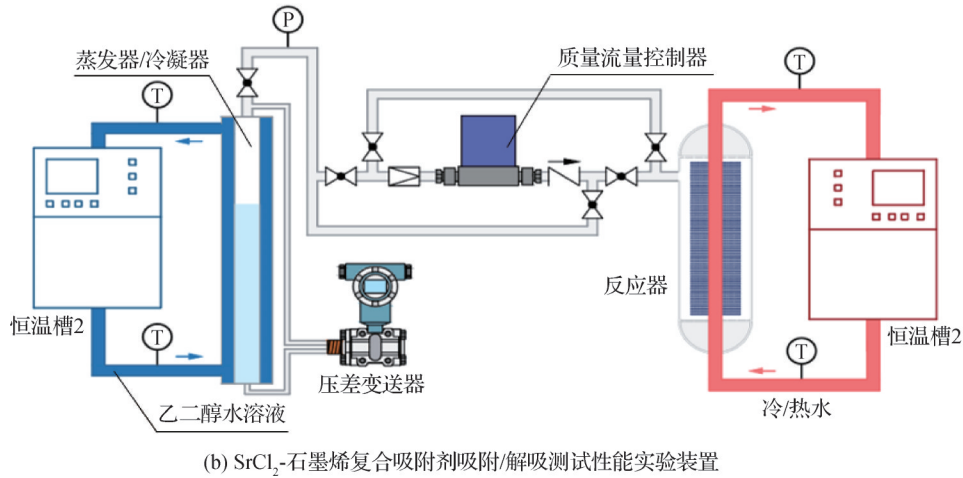 P
蒸发器/冷凝器
质量流量控制器
T
T
恒温槽2
反应器
恒温槽2
T
T
压差变送器
乙二醇水溶液
冷/热水
(b) SrCl₂-石墨烯复合吸附剂吸附/解吸测试性能实验装置